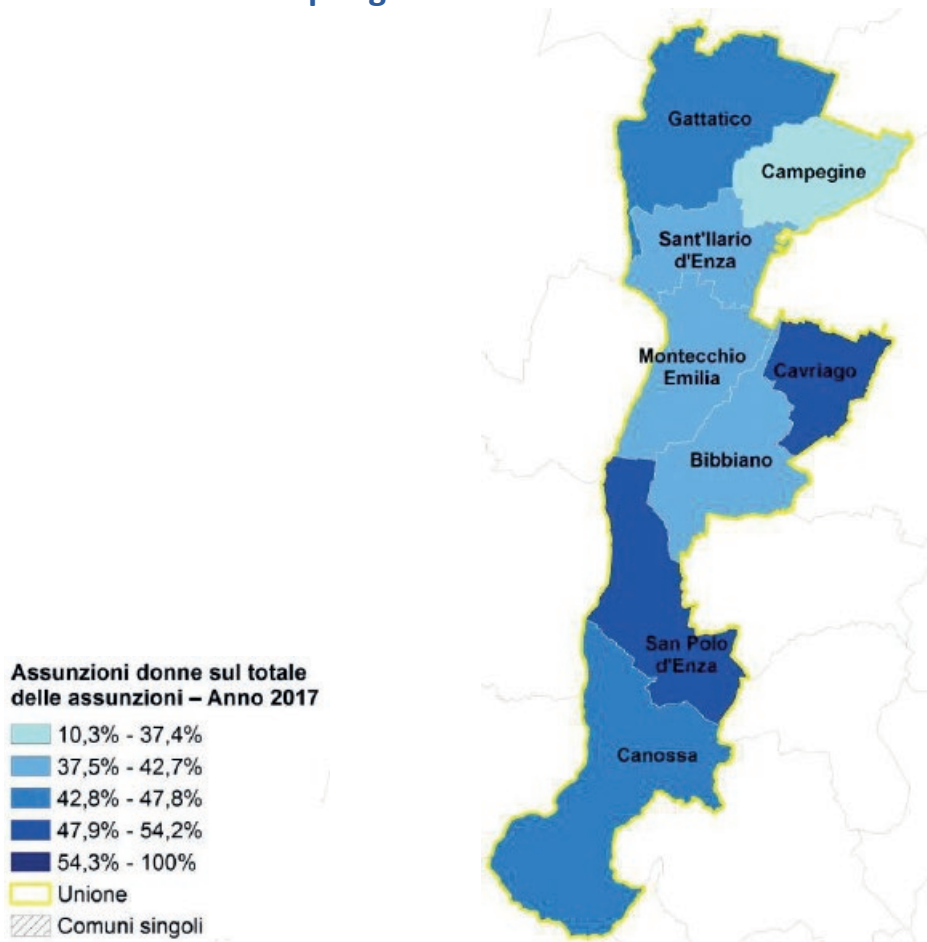 Gattatico
Campegine
Sant'Ilario
d'Enza
Montecchio
Emilia
Cavriago
Bibbiano
San Polo
d'Enza
Canossa
Assunzioni donne sul totale
delle assunzioni – Anno 2017
10,3% - 37,4%
37,5% - 42,7%
42,8% - 47,8%
47,9% - 54,2%
54,3% - 100%
Unione
Comuni singoli